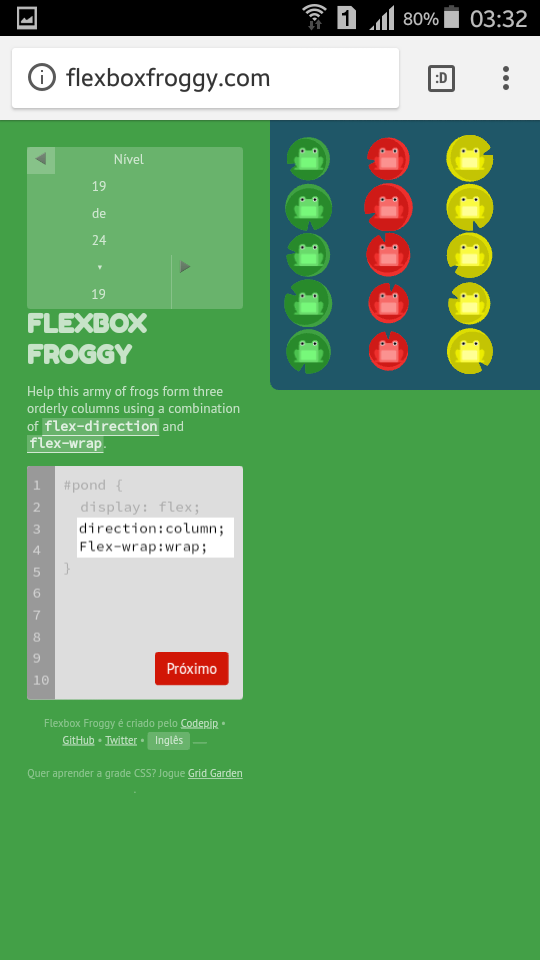 1 80% 03:32
flexboxfroggy.com
:D
Nível
19
de
24
▾
19
FLEXBOX
FROGGY
Help this army of frogs form three
orderly columns using a combination
of flex-direction and
flex-wrap.
1 #pond {
2 display: flex;
3 direction:column;
4 Flex-wrap:wrap;
5 }
6
7
8
9
10
Próximo
Flexbox Froggy é criado pelo Codepip •
GitHub • Twitter • Inglês
Quer aprender a grade CSS? Jogue Grid Garden
.